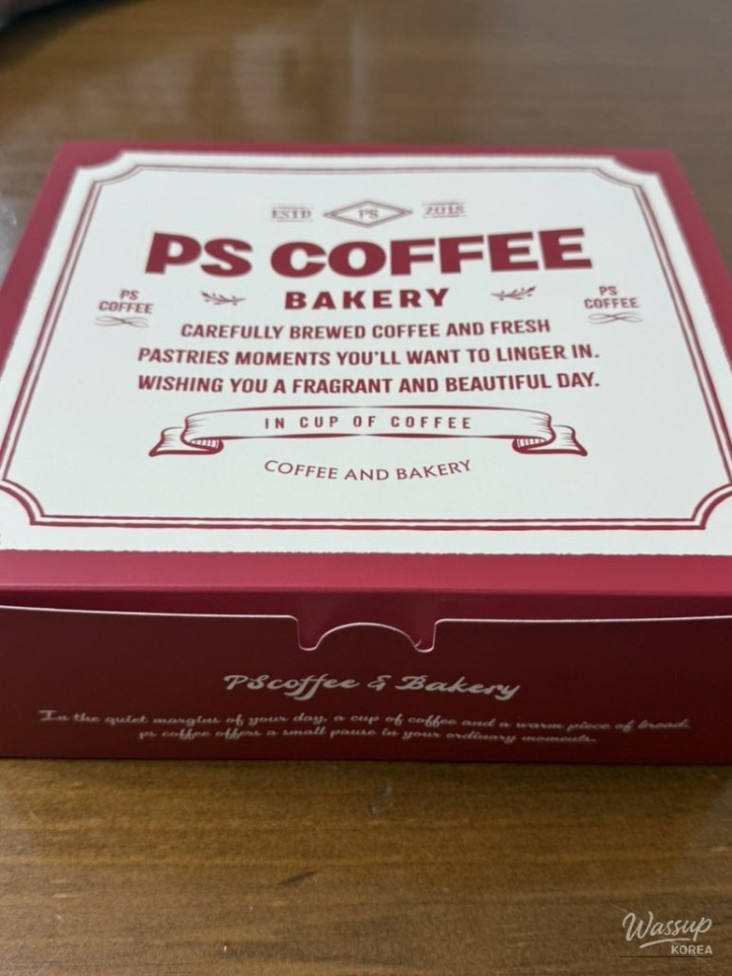 ESTD PS 2018
PS COFFEE
BAKERY
PS
COFFEE
PS
COFFEE
CAREFULLY BREWED COFFEE AND FRESH
PASTRIES MOMENTS YOU'LL WANT TO LINGER IN.
WISHING YOU A FRAGRANT AND BEAUTIFUL DAY.
IN CUP OF COFFEE
COFFEE AND BAKERY
PScoffee & Bakery
In the quiet margins of your day, a cup of coffee and a warm piece of bread.
ps coffee offers a small pause in your ordinary moments.
Wassup
KOREA